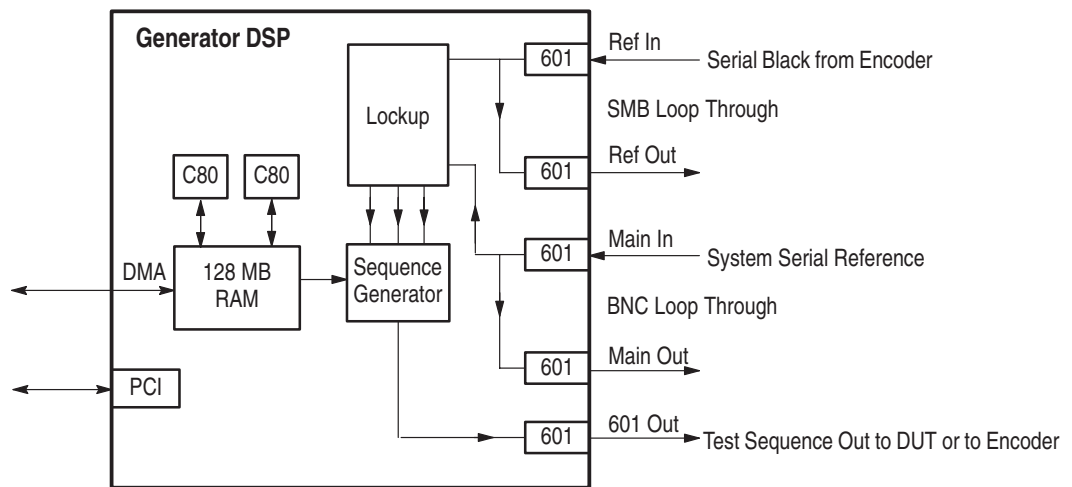 Generator DSP
Lockup
C80
C80
DMA
128 MB
RAM
Sequence
Generator
PCI
601
Ref In
Serial Black from Encoder
SMB Loop Through
601
Ref Out
601
Main In
System Serial Reference
BNC Loop Through
601
Main Out
601
601 Out
Test Sequence Out to DUT or to Encoder